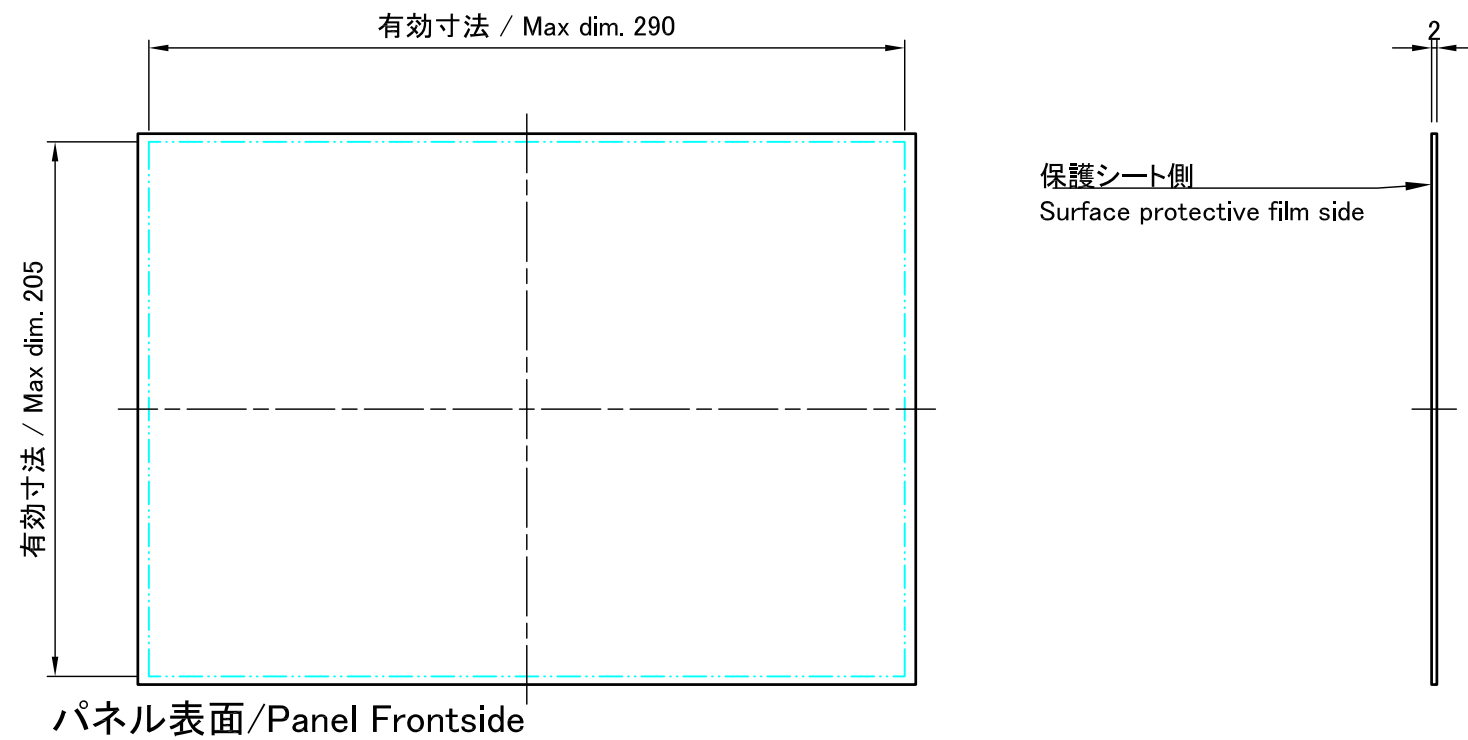 有効寸法 / Max dim. 290
2
保護シート側
Surface protective film side
有効寸法 / Max dim. 205
パネル表面/Panel Frontside